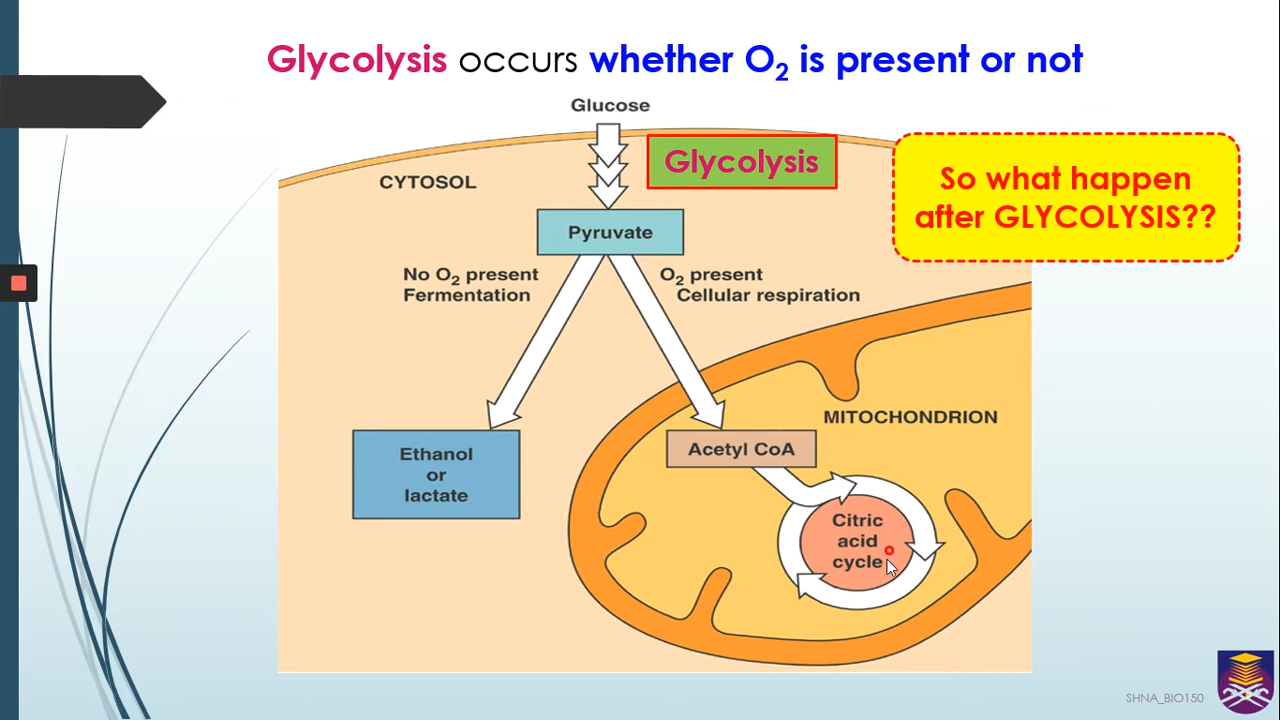 Glycolysis occurs whether O₂ is present or not
Glucose
Glycolysis
CYTOSOL
So what happen
after GLYCOLYSIS??
Pyruvate
No O₂ present
Fermentation
O₂ present
Cellular respiration
MITOCHONDRION
Ethanol
or
lactate
Acetyl CoA
Citric
acid
cycle
SHNA_BIO150